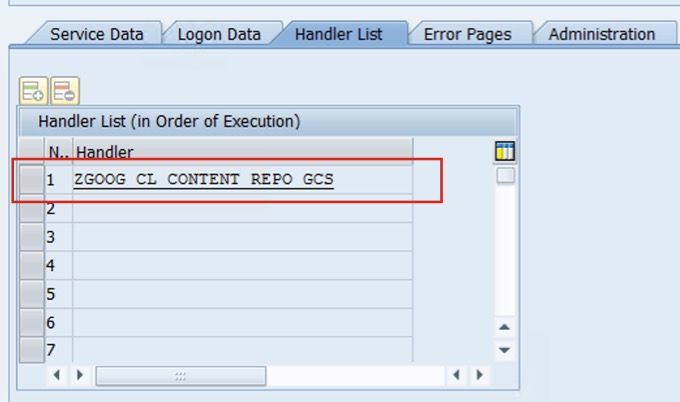 Service Data Logon Data Handler List Error Pages Administration
Handler List (in Order of Execution)
N.. Handler
1 ZGOOG_CL_CONTENT_REPO_GCS
2
3
4
5
6
7